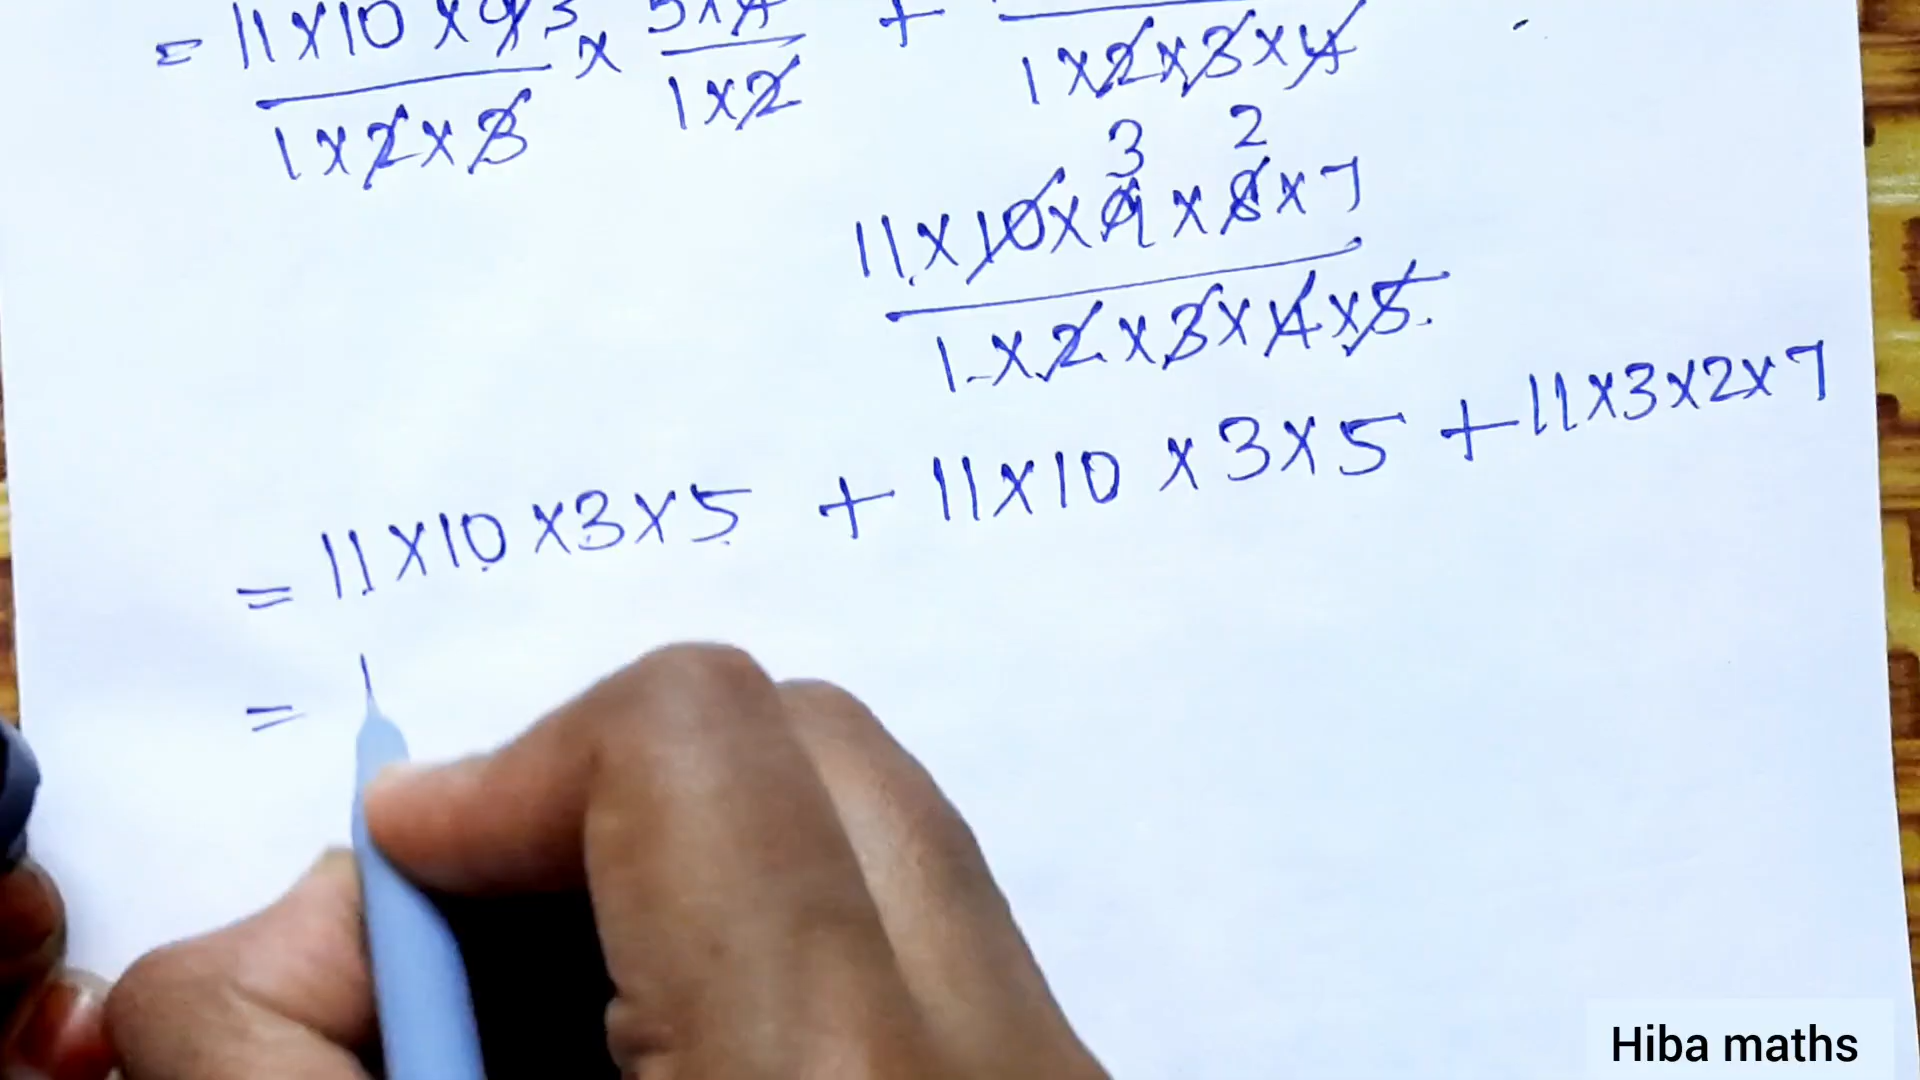 = 11 x 10 x 9 3 x 5 x 4 +
1 x 2 x 3 1 x 2 1 x 2 x 3 x 4
3 2
11 x 10 x 9 x 8 x 7
1 x 2 x 3 x 4 x 5
= 11 x 10 x 3 x 5 + 11 x 10 x 3 x 5 + 11 x 3 x 2 x 7
= 1
Hiba maths